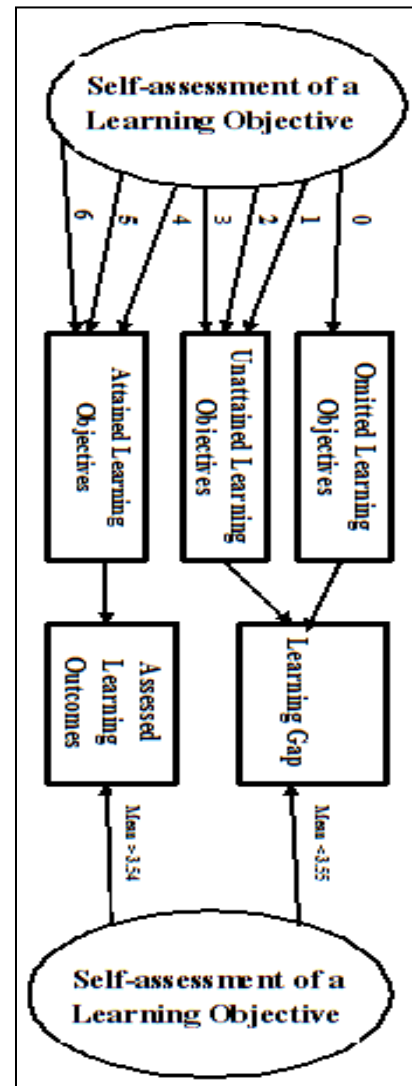 Self-assessment of a
Learning Objective
6
5
4
3
2
1
0
Attained Learning
Objectives
Unattained Learning
Objectives
Omitted Learning
Objectives
Assessed
Learning
Outcomes
Learning Gap
Mean >3.54
Mean <3.55
Self-assessment of a
Learning Objective